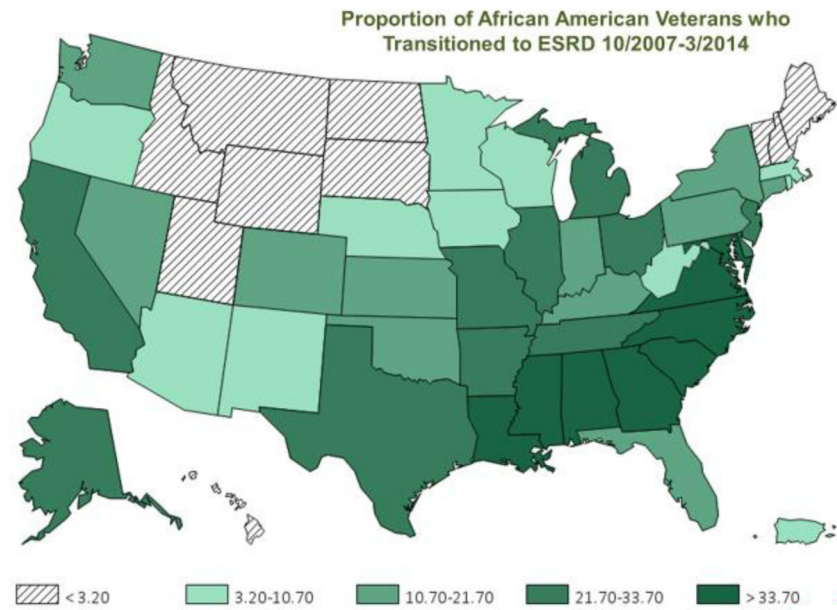 Proportion of African American Veterans who
Transitioned to ESRD 10/2007-3/2014
< 3.20
3.20-10.70
10.70-21.70
21.70-33.70
> 33.70